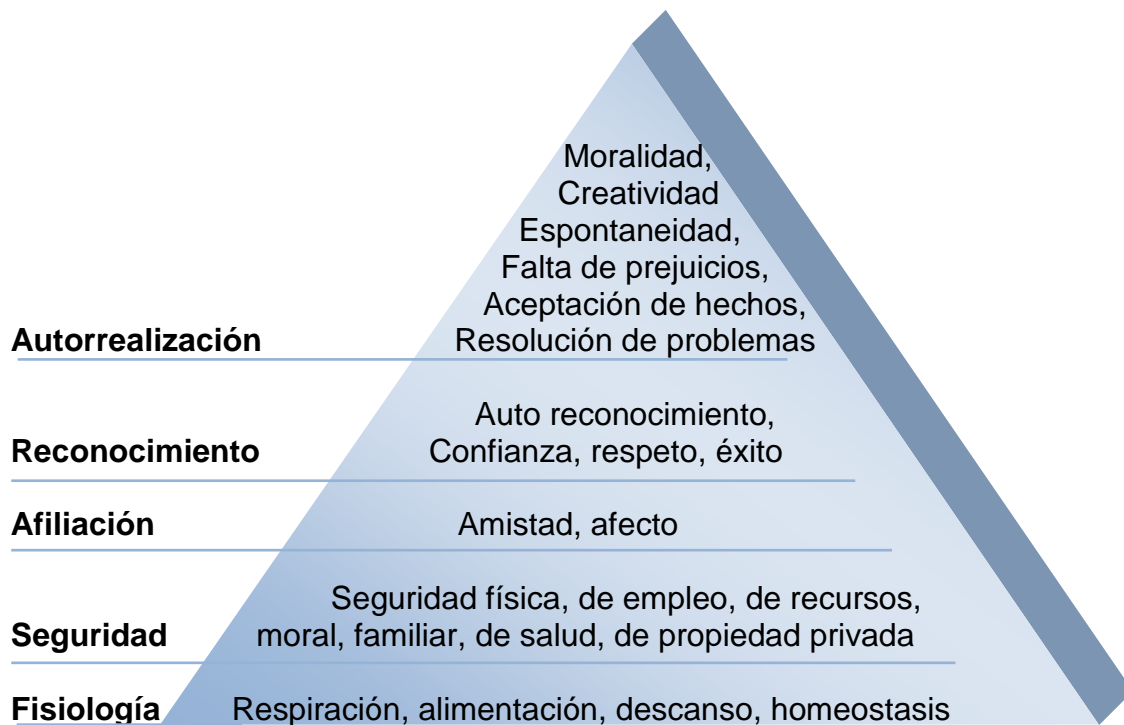 Moralidad,
Creatividad
Espontaneidad,
Falta de prejuicios,
Aceptación de hechos,
Autorrealización Resolución de problemas
Auto reconocimiento,
Reconocimiento Confianza, respeto, éxito
Afiliación Amistad, afecto
Seguridad física, de empleo, de recursos,
Seguridad moral, familiar, de salud, de propiedad privada
Fisiología Respiración, alimentación, descanso, homeostasis